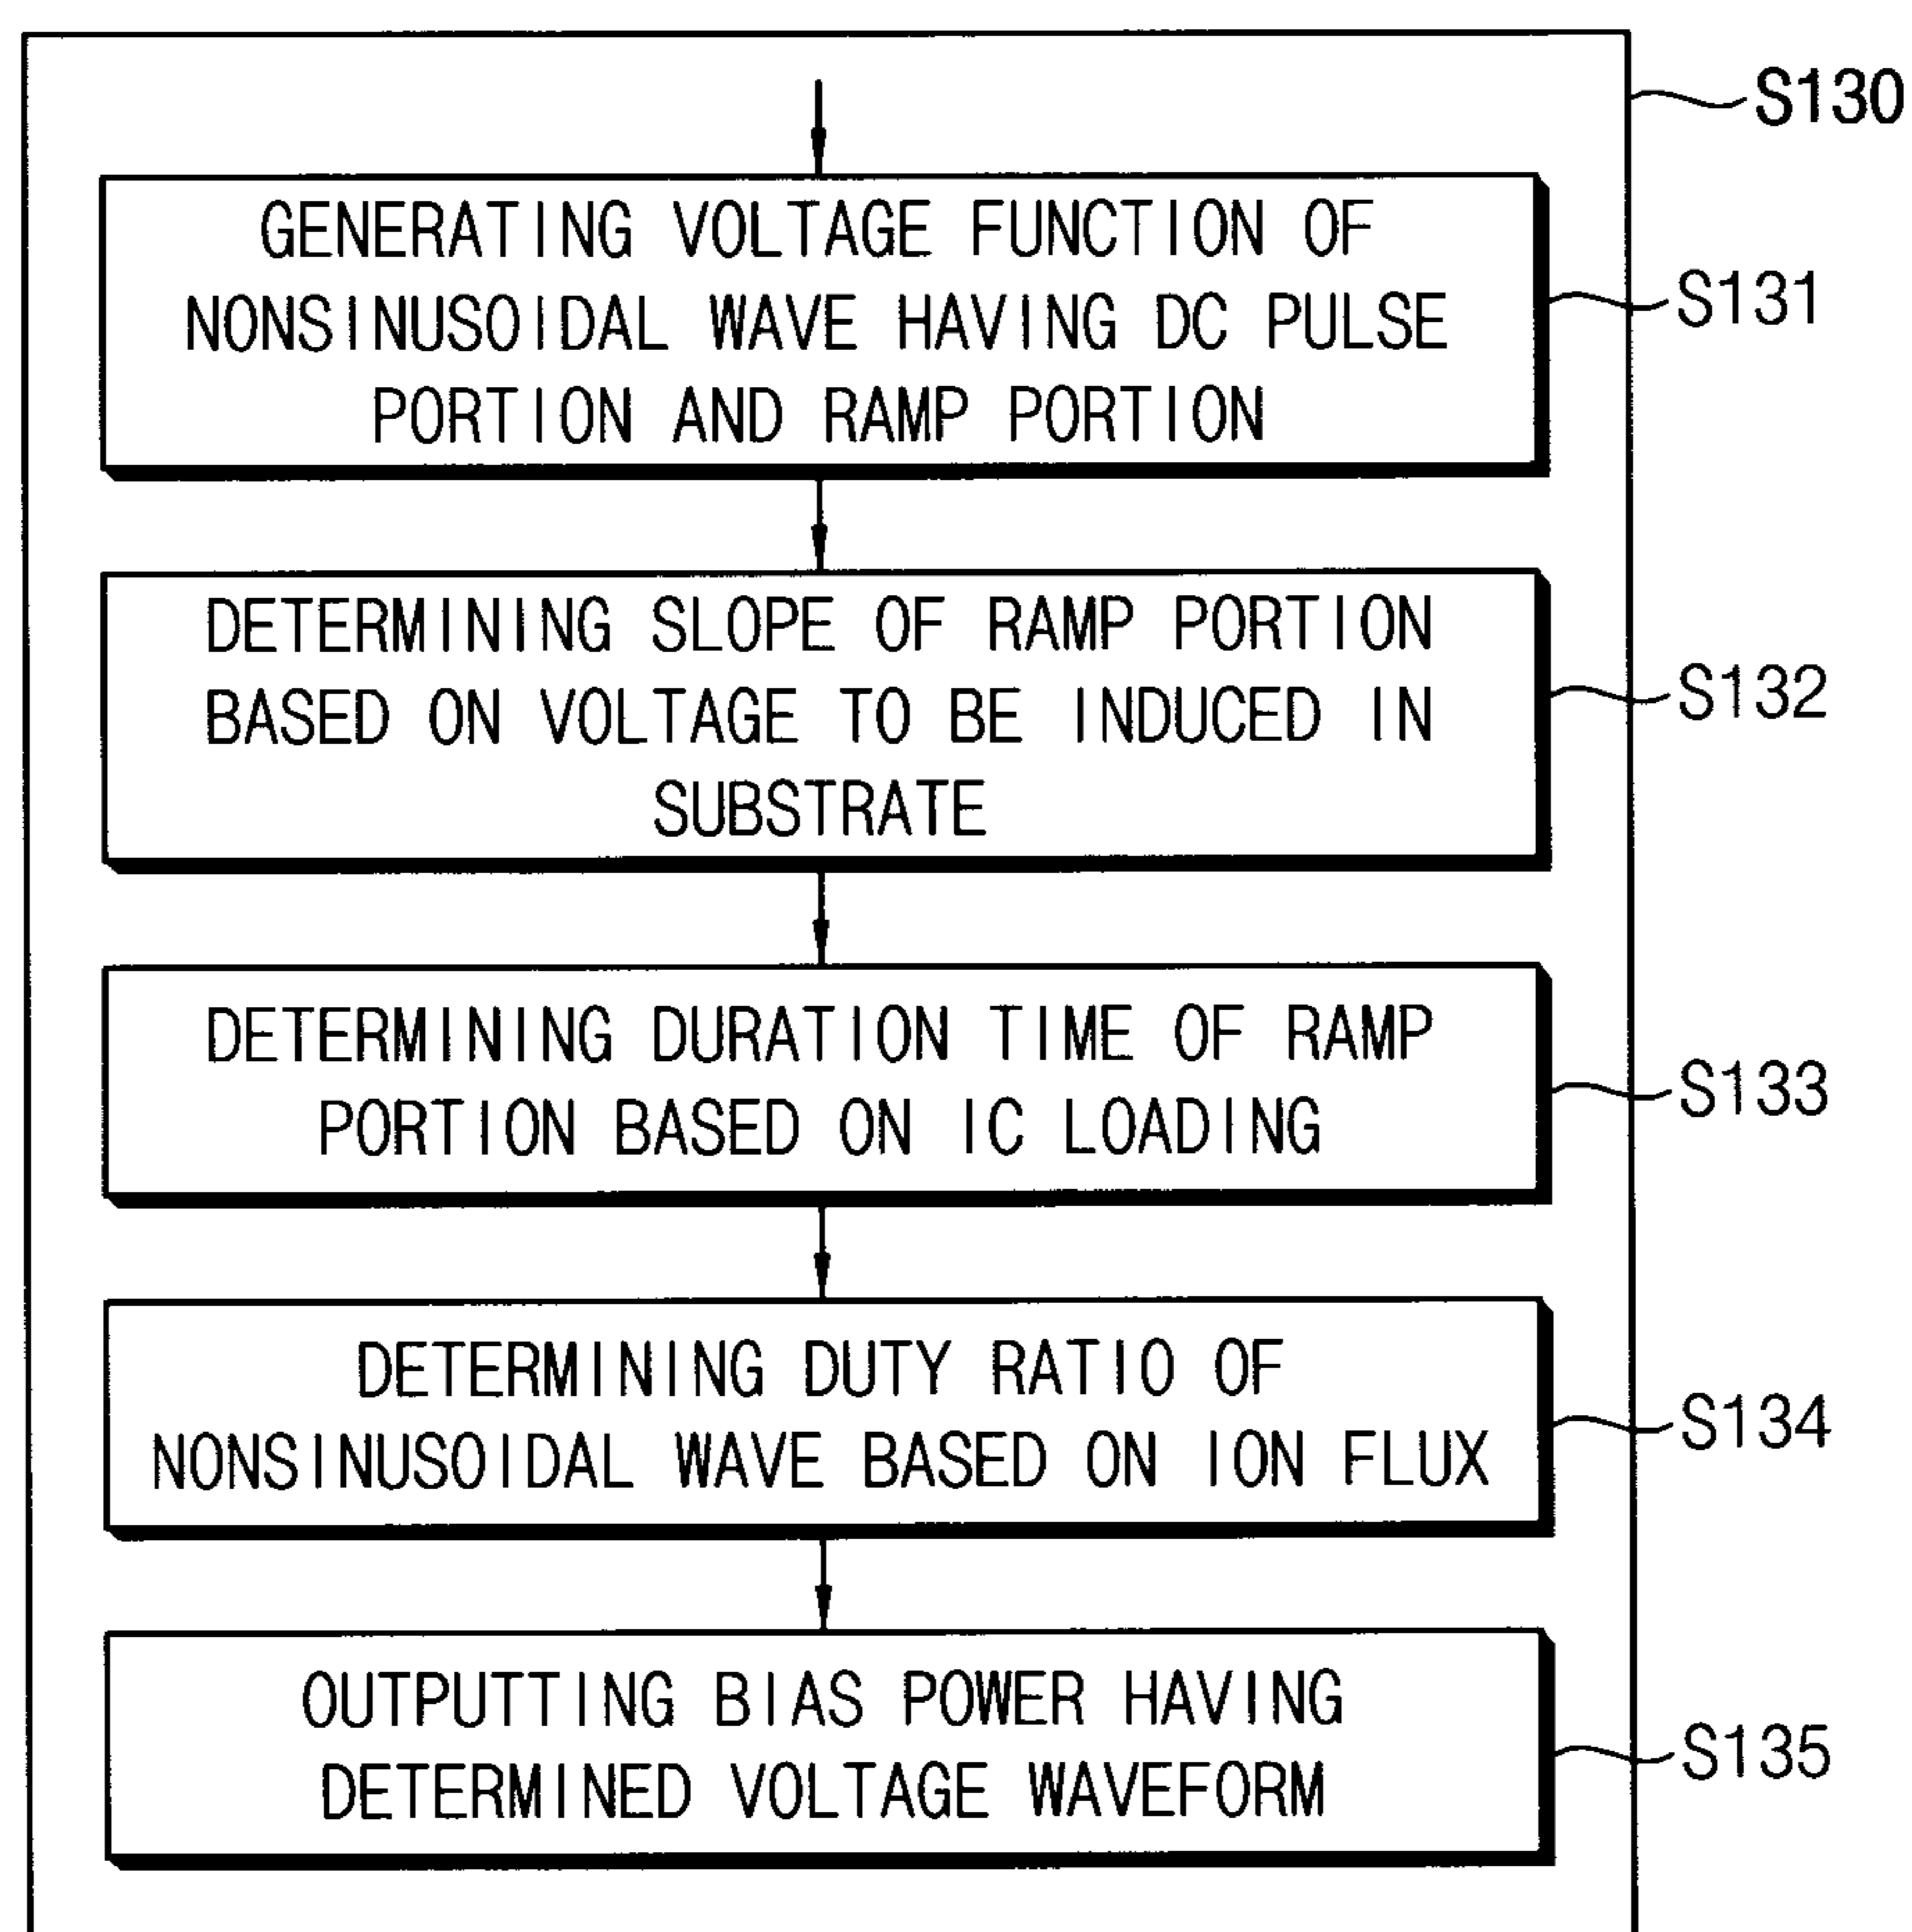 S130
GENERATING VOLTAGE FUNCTION OF
NONSINUSOIDAL WAVE HAVING DC PULSE
PORTION AND RAMP PORTION
S131
DETERMINING SLOPE OF RAMP PORTION
BASED ON VOLTAGE TO BE INDUCED IN
SUBSTRATE
S132
DETERMINING DURATION TIME OF RAMP
PORTION BASED ON IC LOADING
S133
DETERMINING DUTY RATIO OF
NONSINUSOIDAL WAVE BASED ON ION FLUX
S134
OUTPUTTING BIAS POWER HAVING
DETERMINED VOLTAGE WAVEFORM
S135